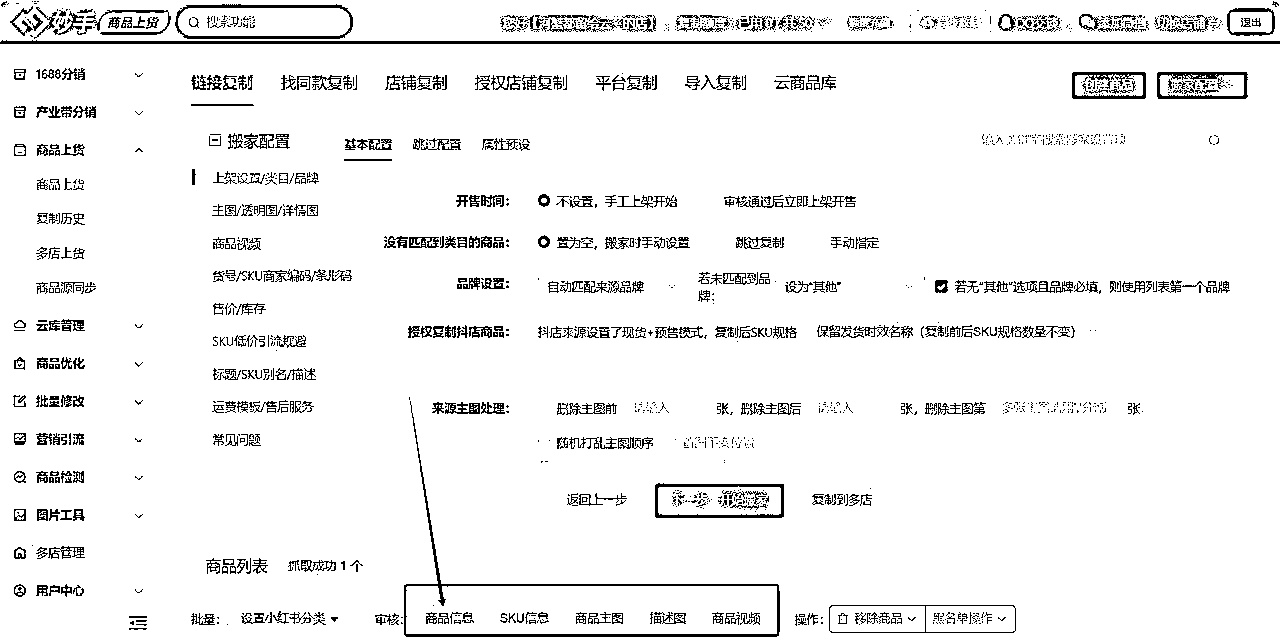 妙手 商品上货 搜索功能 退出
1688分销
产业带分销
商品上货
商品上货
复制历史
多店上货
商品源同步
云库管理
商品优化
批量修改
营销引流
商品检测
图片工具
多店管理
用户中心
链接复制 找同款复制 店铺复制 授权店铺复制 平台复制 导入复制 云商品库
搬家配置 基本配置 跳过配置 属性预设
上架设置/类目/品牌
主图/透明图/详情图
商品视频
货号/SKU商家编码/条形码
售价/库存
SKU低价引流规避
标题/SKU别名/描述
运费模板/售后服务
常见问题
开售时间: 不设置，手工上架开始 审核通过后立即上架开售
没有匹配到类目的商品: 置为空，搬家时手动设置 跳过复制 手动指定
品牌设置: 自动匹配来源品牌 若未匹配到品牌: 设为"其他" 若无"其他"选项且品牌必填，则使用列表第一个品牌
授权复制抖店商品: 抖店来源设置了现货+预售模式，复制后SKU规格 保留发货时效名称（复制前后SKU规格数量不变）
来源主图处理: 删除主图前 请输入 张，删除主图后 请输入 张，删除主图第 张
随机打乱主图顺序
返回上一步 复制到多店
商品列表 抓取成功 1 个
批量: 设置小红书分类 审核: 商品信息 SKU信息 商品主图 描述图 商品视频 操作: 移除商品 黑名单操作